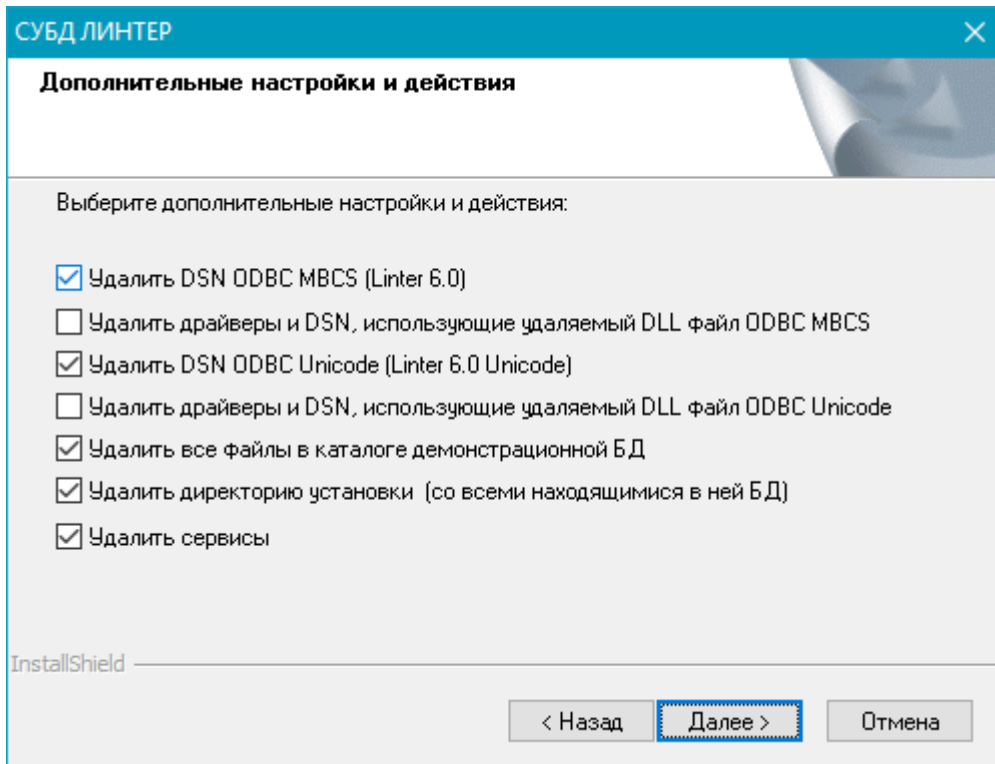 СУБД ЛИНТЕР
Дополнительные настройки и действия
Выберите дополнительные настройки и действия:
Удалить DSN ODBC MBCS (Linter 6.0)
Удалить драйверы и DSN, использующие удаляемый DLL файл ODBC MBCS
Удалить DSN ODBC Unicode (Linter 6.0 Unicode)
Удалить драйверы и DSN, использующие удаляемый DLL файл ODBC Unicode
Удалить все файлы в каталоге демонстрационной БД
Удалить директорию установки (со всеми находящимися в ней БД)
Удалить сервисы
InstallShield
< Назад
Далее >
Отмена